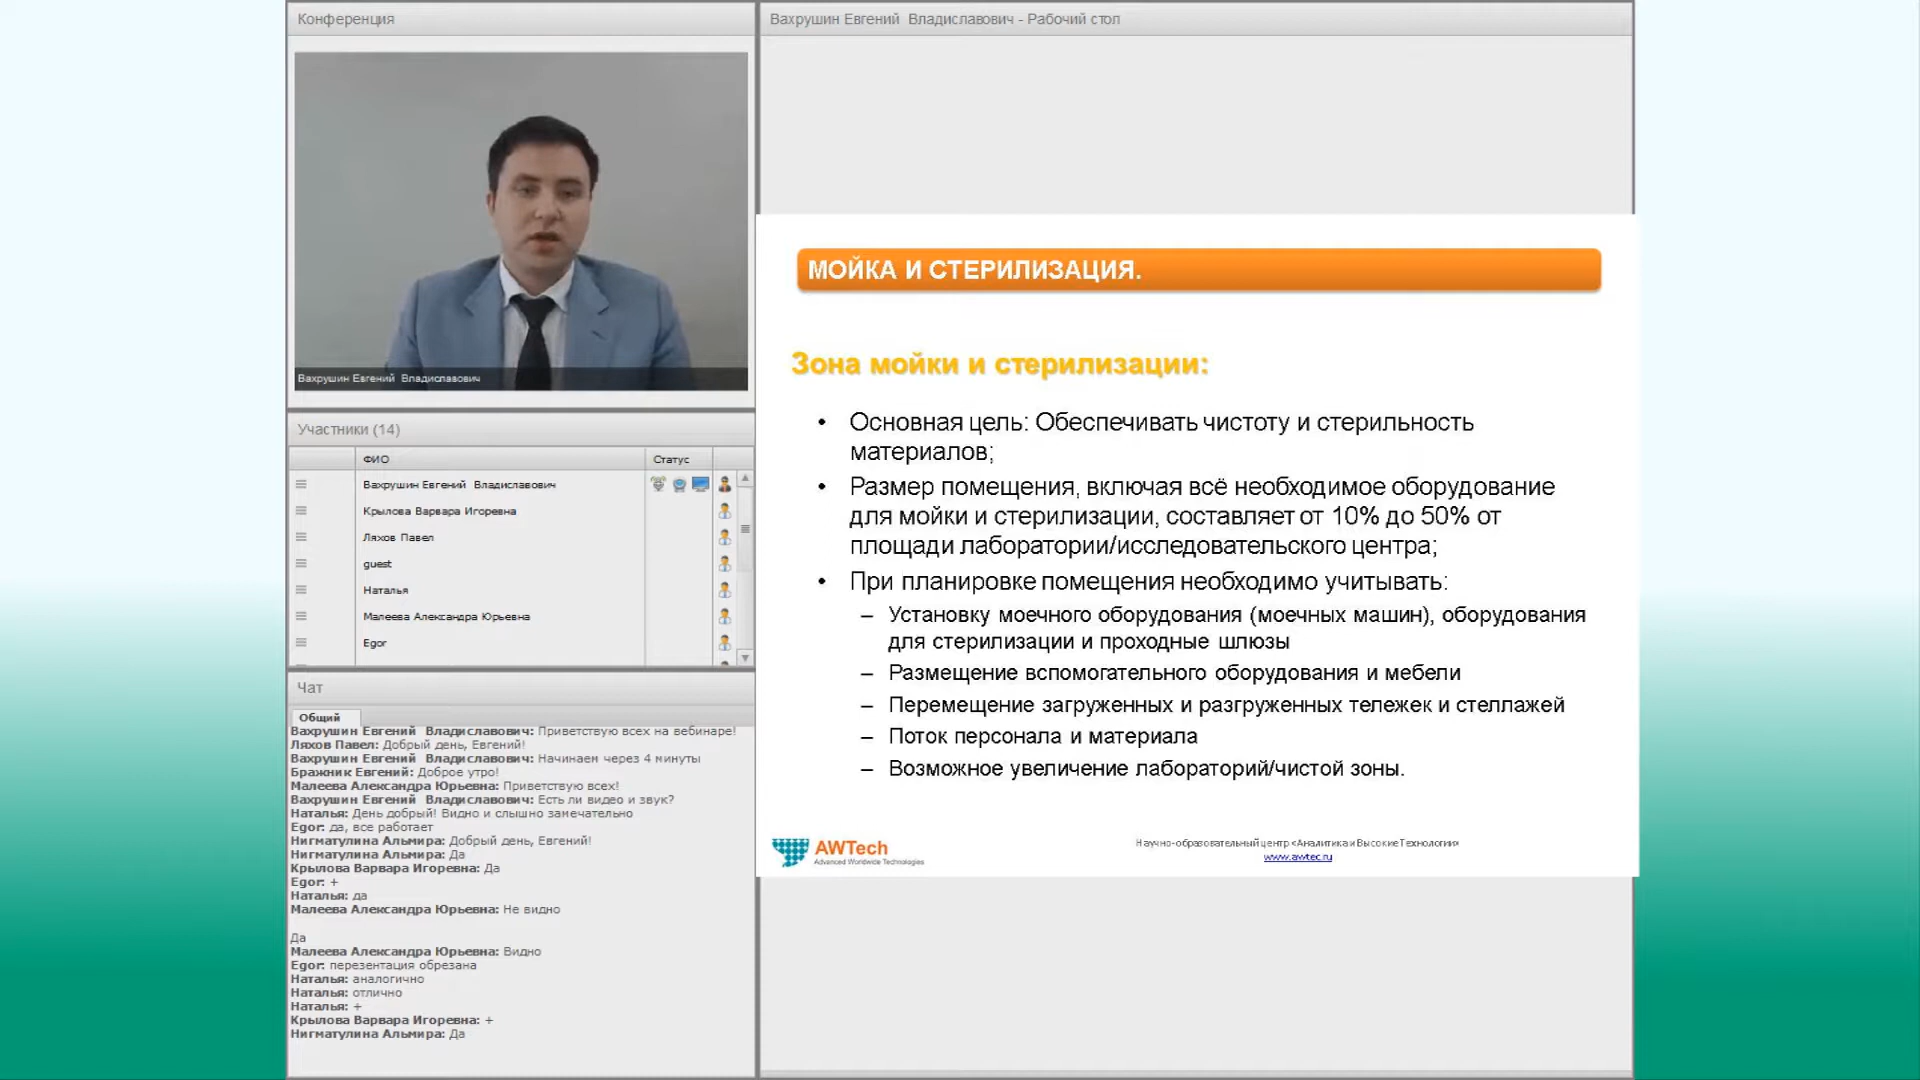 Конференция
Вахрушин Евгений Владиславович
Участники (14)
ФИО Статус
Вахрушин Евгений Владиславович
Крылова Варвара Игоревна
Ляхов Павел
guest
Наталья
Малеева Александра Юрьевна
Egor
Чат
Общий
Вахрушин Евгений Владиславович: Приветствую всех на вебинаре!
Ляхов Павел: Добрый день, Евгений!
Вахрушин Евгений Владиславович: Начинаем через 4 минуты
Бражник Евгений: Доброе утро!
Малеева Александра Юрьевна: Приветствую всех!
Вахрушин Евгений Владиславович: Есть ли видео и звук?
Наталья: День добрый! Видно и слышно замечательно
Egor: да, все работает
Нигматулина Альмира: Добрый день, Евгений!
Нигматулина Альмира: Да
Крылова Варвара Игоревна: Да
Egor: +
Наталья: да
Малеева Александра Юрьевна: Не видно
Да
Малеева Александра Юрьевна: Видно
Egor: перезентация обрезана
Наталья: аналогично
Наталья: отлично
Наталья: +
Крылова Варвара Игоревна: +
Нигматулина Альмира: Да
Вахрушин Евгений Владиславович - Рабочий стол
МОЙКА И СТЕРИЛИЗАЦИЯ.
Зона мойки и стерилизации:
• Основная цель: Обеспечивать чистоту и стерильность
материалов;
• Размер помещения, включая всё необходимое оборудование
для мойки и стерилизации, составляет от 10% до 50% от
площади лаборатории/исследовательского центра;
• При планировке помещения необходимо учитывать:
– Установку моечного оборудования (моечных машин), оборудования
для стерилизации и проходные шлюзы
– Размещение вспомогательного оборудования и мебели
– Перемещение загруженных и разгруженных тележек и стеллажей
– Поток персонала и материала
– Возможное увеличение лабораторий/чистой зоны.
AWTech
Advanced Worldwide Technologies
Научно-образовательный центр «Аналитика и Высокие Технологии»
www.awtec.ru